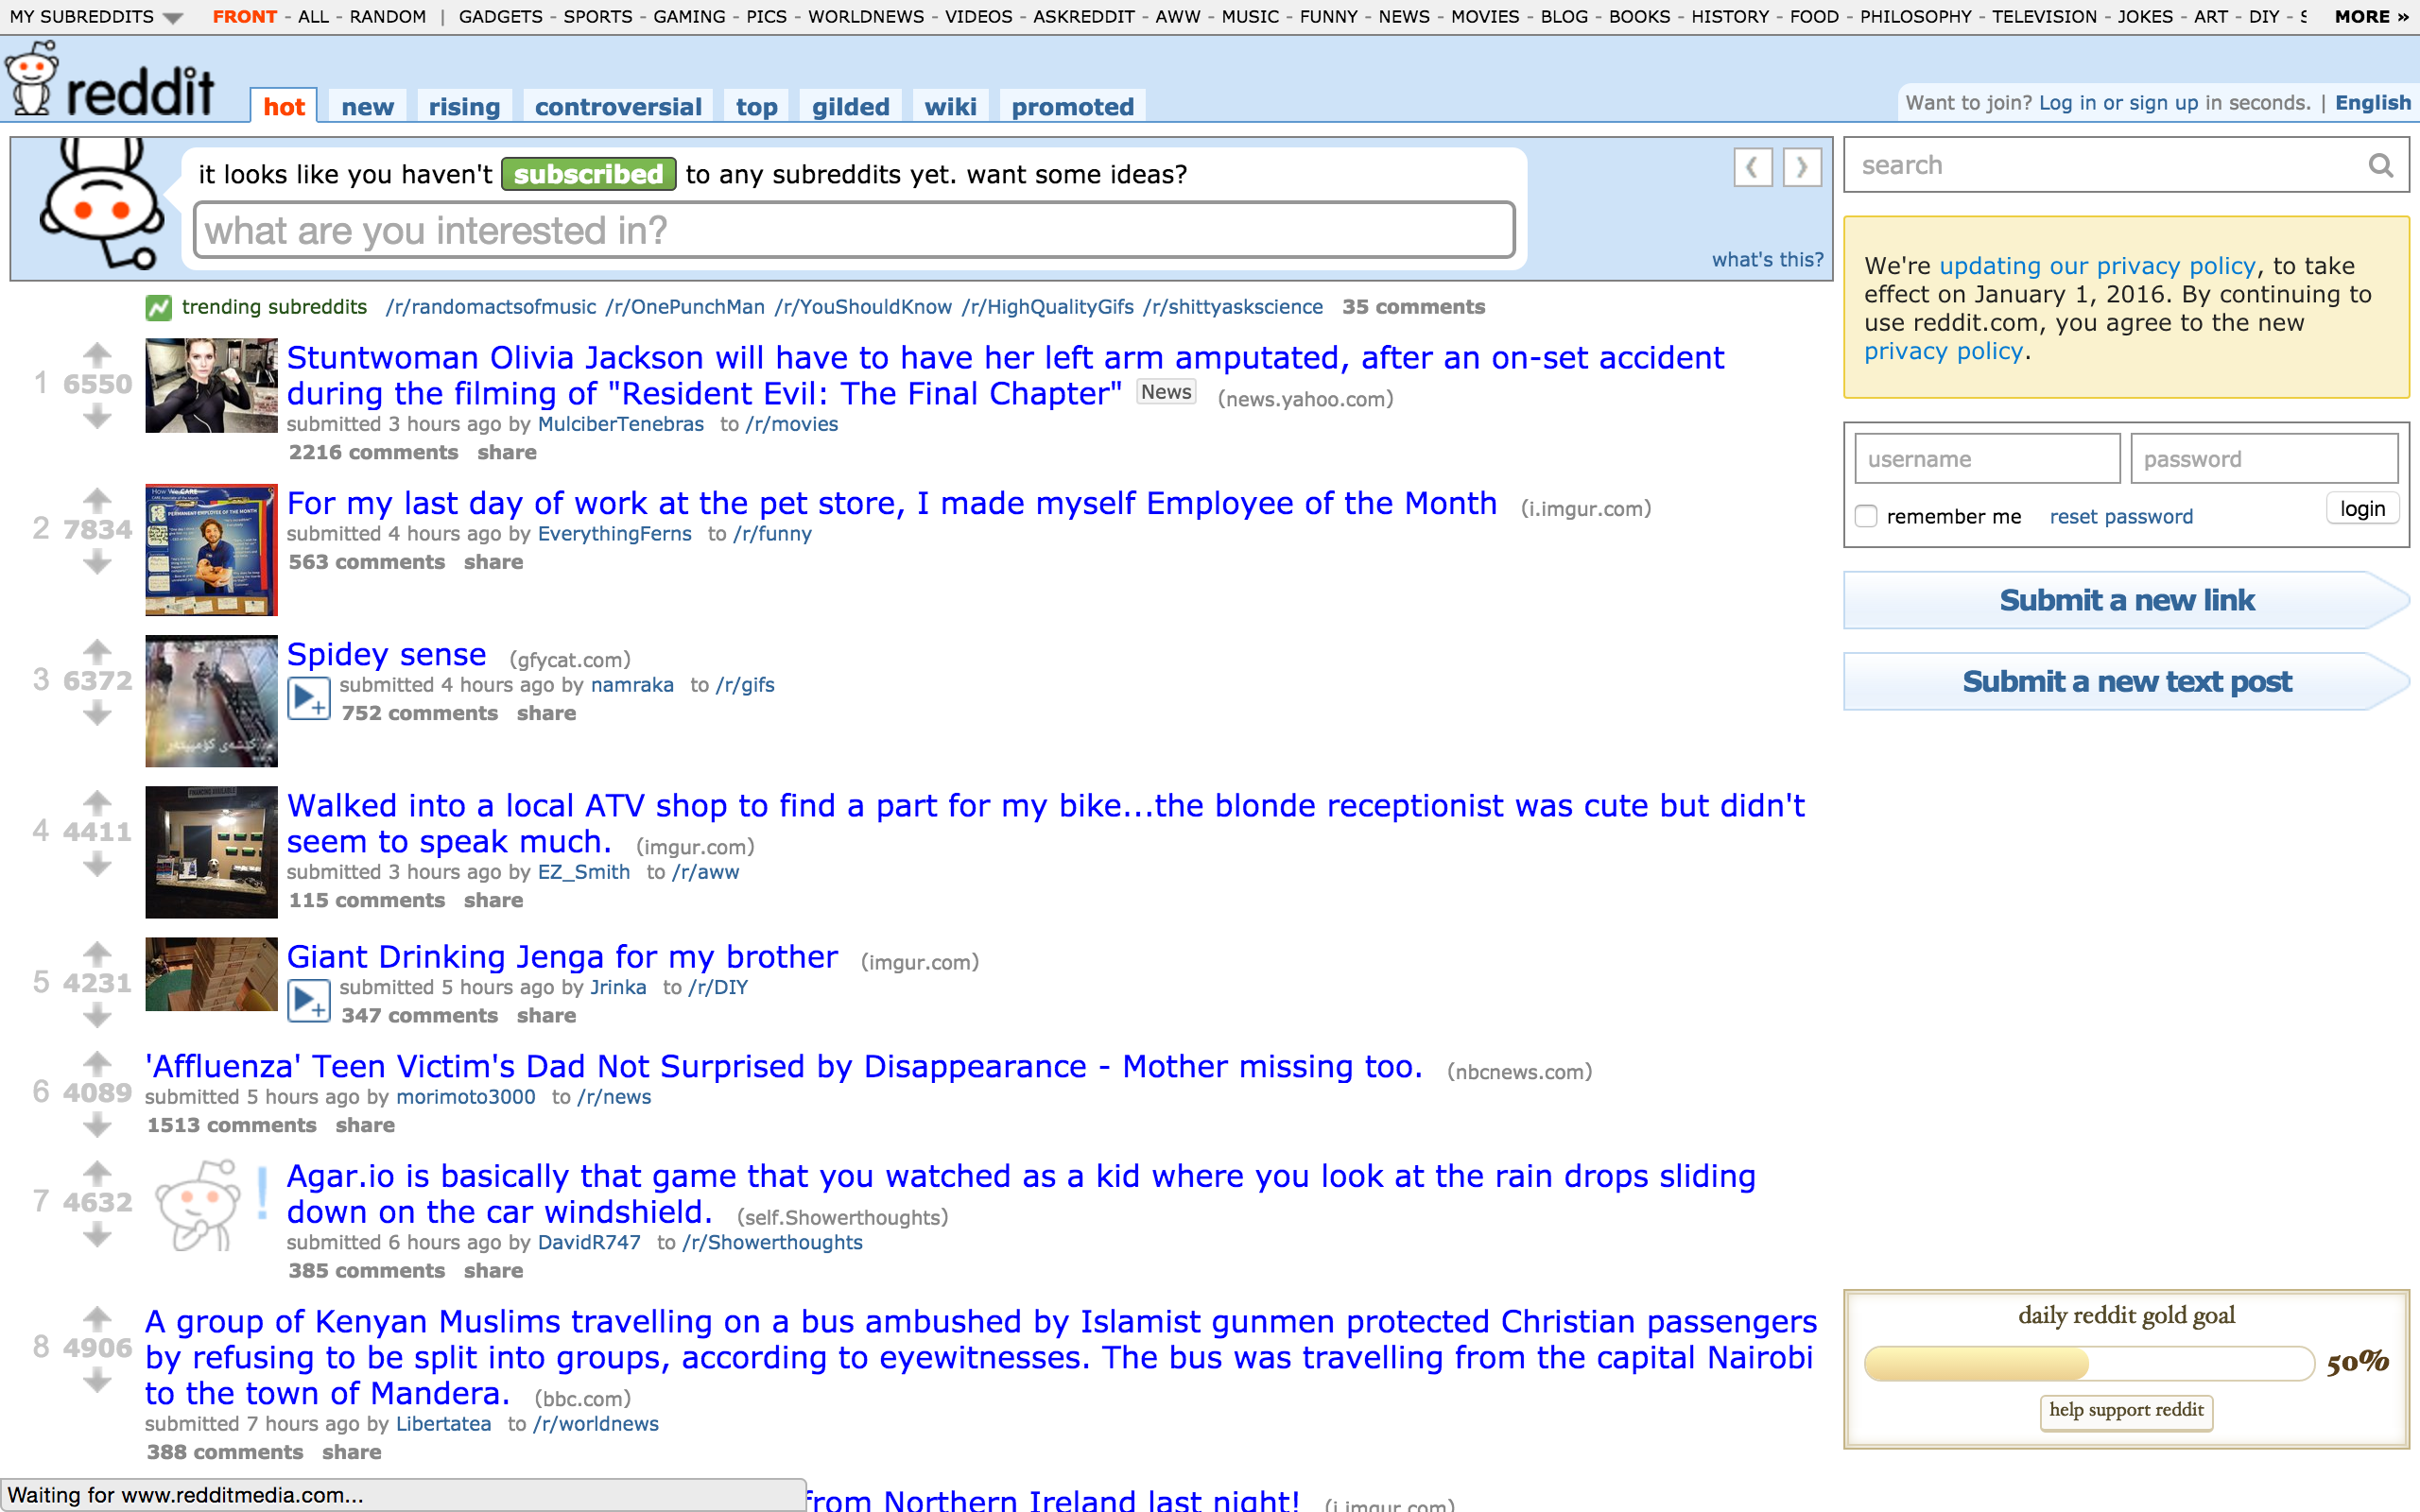 MY SUBREDDITS FRONT - ALL - RANDOM | GADGETS - SPORTS - GAMING - PICS - WORLDNEWS - VIDEOS - ASKREDDIT - AWW - MUSIC - FUNNY - NEWS - MOVIES - BLOG - BOOKS - HISTORY - FOOD - PHILOSOPHY - TELEVISION - JOKES - ART - DIY - S MORE »
reddit hot new rising controversial top gilded wiki promoted
Want to join? Log in or sign up in seconds. | English
it looks like you haven't subscribed to any subreddits yet. want some ideas?
what are you interested in?
what's this?
trending subreddits /r/randomactsofmusic /r/OnePunchMan /r/YouShouldKnow /r/HighQualityGifs /r/shittyaskscience 35 comments
1 6550
Stuntwoman Olivia Jackson will have to have her left arm amputated, after an on-set accident
during the filming of "Resident Evil: The Final Chapter" News (news.yahoo.com)
submitted 3 hours ago by MulciberTenebras to /r/movies
2216 comments share
2 7834
How We CARE
PERMANENT EMPLOYEE OF THE MONTH
For my last day of work at the pet store, I made myself Employee of the Month (i.imgur.com)
submitted 4 hours ago by EverythingFerns to /r/funny
563 comments share
3 6372
Spidey sense (gfycat.com)
submitted 4 hours ago by namraka to /r/gifs
752 comments share
4 4411
Walked into a local ATV shop to find a part for my bike...the blonde receptionist was cute but didn't
seem to speak much. (imgur.com)
submitted 3 hours ago by EZ_Smith to /r/aww
115 comments share
5 4231
Giant Drinking Jenga for my brother (imgur.com)
submitted 5 hours ago by Jrinka to /r/DIY
347 comments share
6 4089
'Affluenza' Teen Victim's Dad Not Surprised by Disappearance - Mother missing too. (nbcnews.com)
submitted 5 hours ago by morimoto3000 to /r/news
1513 comments share
7 4632
!
Agar.io is basically that game that you watched as a kid where you look at the rain drops sliding
down on the car windshield. (self.Showerthoughts)
submitted 6 hours ago by DavidR747 to /r/Showerthoughts
385 comments share
8 4906
A group of Kenyan Muslims travelling on a bus ambushed by Islamist gunmen protected Christian passengers
by refusing to be split into groups, according to eyewitnesses. The bus was travelling from the capital Nairobi
to the town of Mandera. (bbc.com)
submitted 7 hours ago by Libertatea to /r/worldnews
388 comments share
from Northern Ireland last night! (i.imgur.com)
Waiting for www.redditmedia.com...
search
We're updating our privacy policy, to take
effect on January 1, 2016. By continuing to
use reddit.com, you agree to the new
privacy policy.
username password
remember me reset password login
Submit a new link
Submit a new text post
daily reddit gold goal
50%
help support reddit